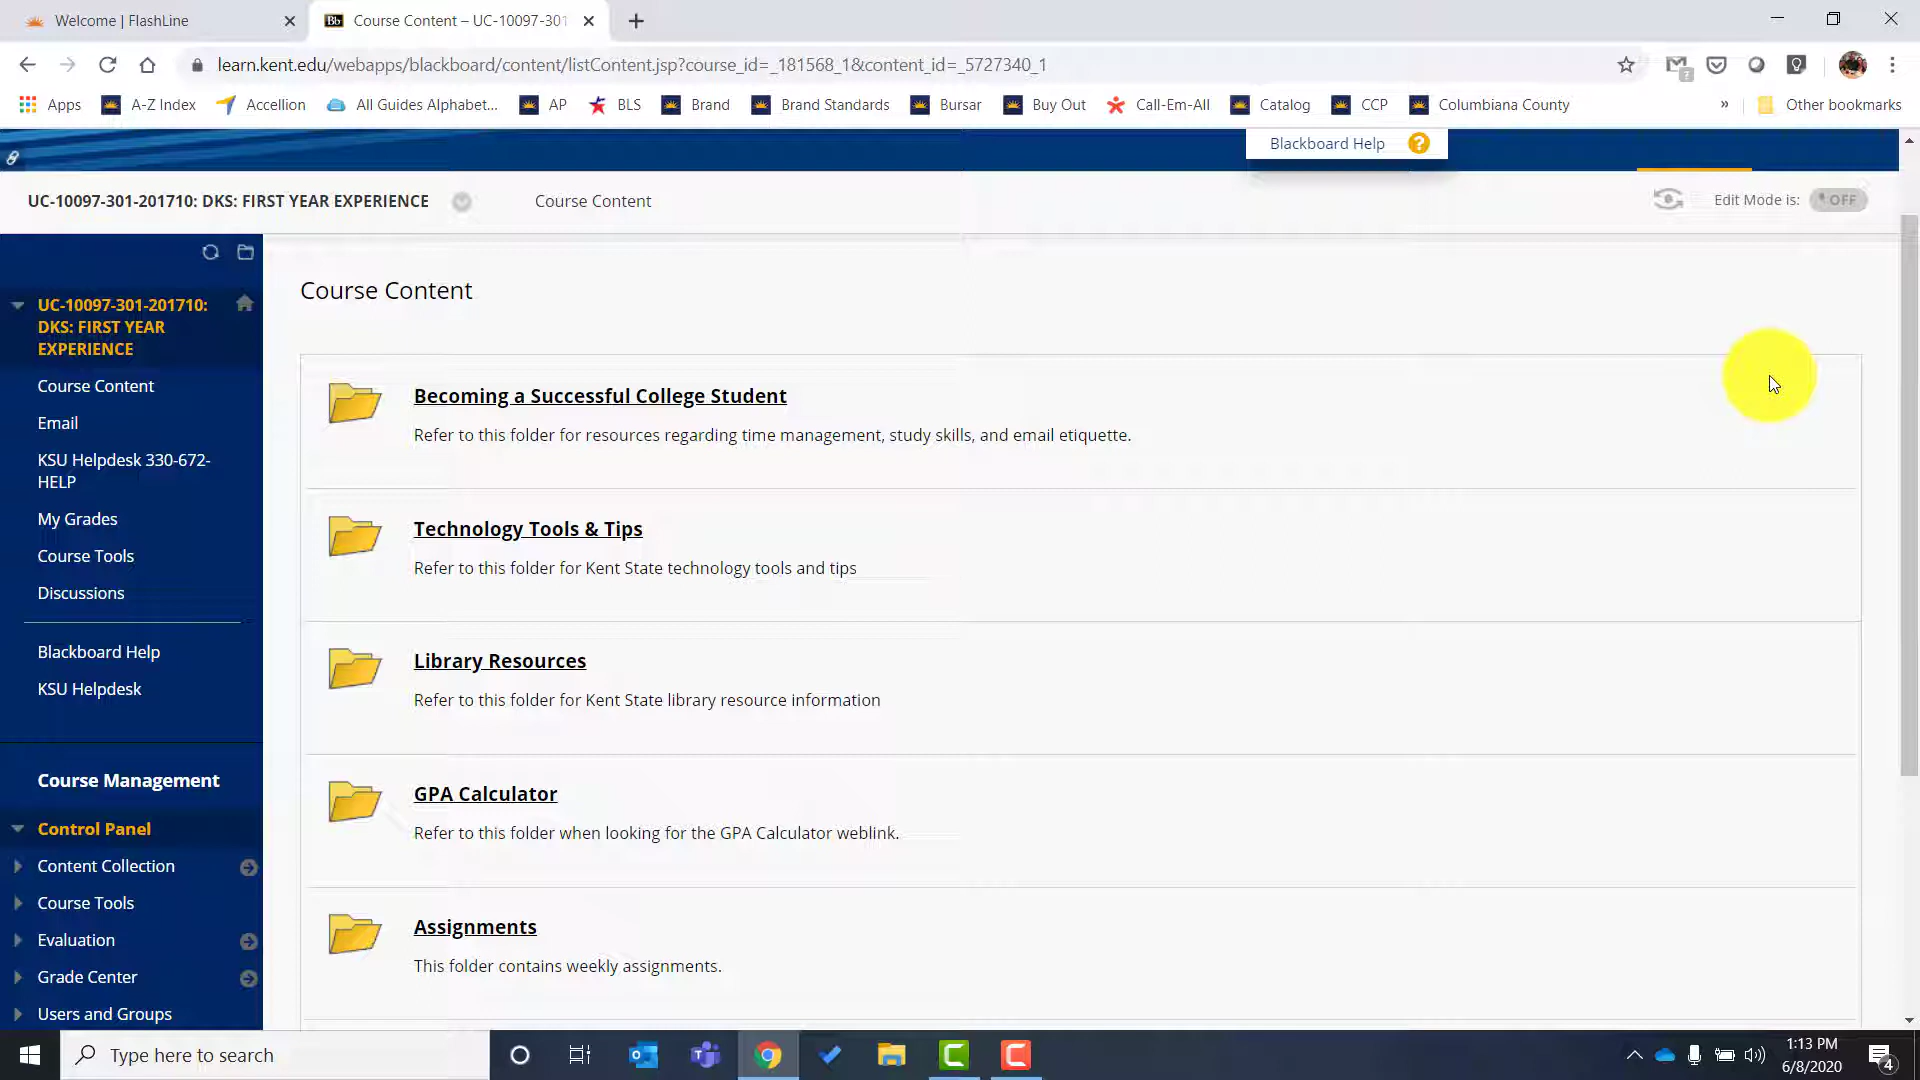 Welcome | FlashLine
Bb Course Content – UC-10097-301
learn.kent.edu/webapps/blackboard/content/listContent.jsp?course_id=_181568_1&content_id=_5727340_1
Apps A-Z Index Accellion All Guides Alphabet... AP BLS Brand Brand Standards Bursar Buy Out Call-Em-All Catalog CCP Columbiana County » Other bookmarks
Blackboard Help ?
UC-10097-301-201710: DKS: FIRST YEAR EXPERIENCE Course Content Edit Mode is: OFF
UC-10097-301-201710:
DKS: FIRST YEAR
EXPERIENCE
Course Content
Email
KSU Helpdesk 330-672-
HELP
My Grades
Course Tools
Discussions
Blackboard Help
KSU Helpdesk
Course Management
Control Panel
Content Collection
Course Tools
Evaluation
Grade Center
Users and Groups
Course Content
Becoming a Successful College Student
Refer to this folder for resources regarding time management, study skills, and email etiquette.
Technology Tools & Tips
Refer to this folder for Kent State technology tools and tips
Library Resources
Refer to this folder for Kent State library resource information
GPA Calculator
Refer to this folder when looking for the GPA Calculator weblink.
Assignments
This folder contains weekly assignments.
Type here to search
1:13 PM
6/8/2020
4